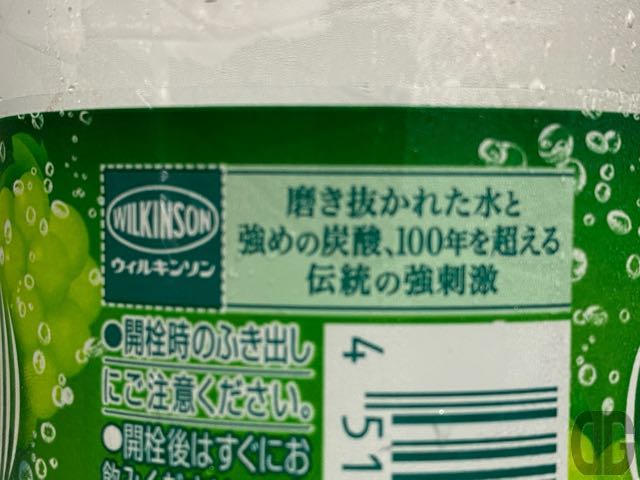 WILKINSON
ウィルキンソン
磨き抜かれた水と
強めの炭酸、100年を超える
伝統の強刺激
●開栓時のふき出し
にご注意ください。
●開栓後はすぐにお
4
51